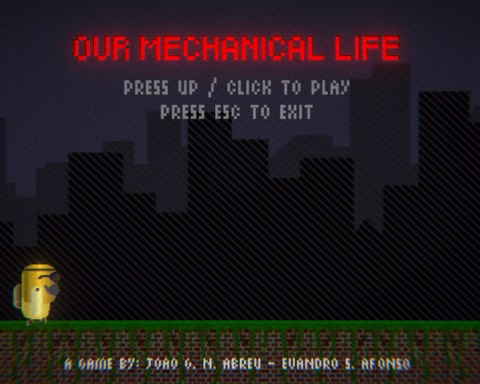 OUR MECHANICAL LIFE
PRESS UP / CLICK TO PLAY
PRESS ESC TO EXIT
A GAME BY: JOAO G. N. ABREU - EVANDRO S. AFONSO